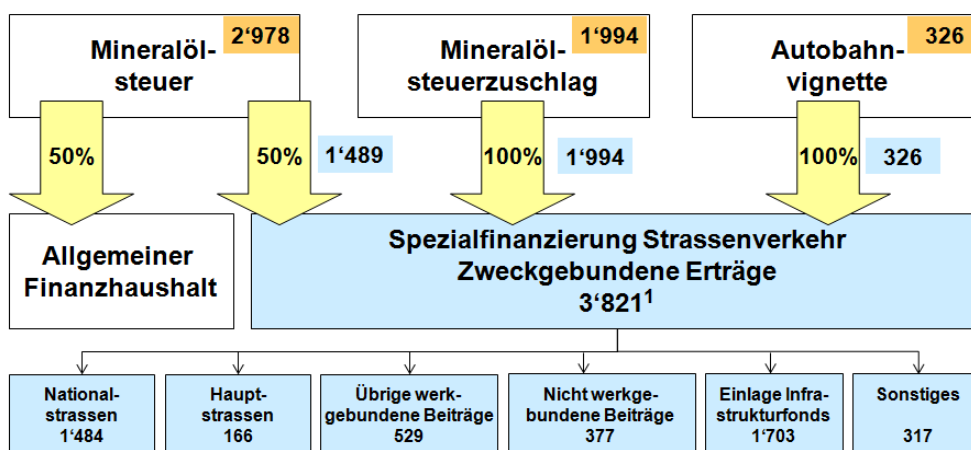 Mineralöl-
steuer
2‘978
Mineralöl-
steuerzuschlag
1‘994
Autobahn-
vignette
326
50%
50%
1‘489
100%
1‘994
100%
326
Allgemeiner
Finanzhaushalt
Spezialfinanzierung Strassenverkehr
Zweckgebundene Erträge
3‘821¹
National-
strassen
1‘484
Haupt-
strassen
166
Übrige werk-
gebundene Beiträge
529
Nicht werkge-
bundene Beiträge
377
Einlage Infra-
strukturfonds
1‘703
Sonstiges
317